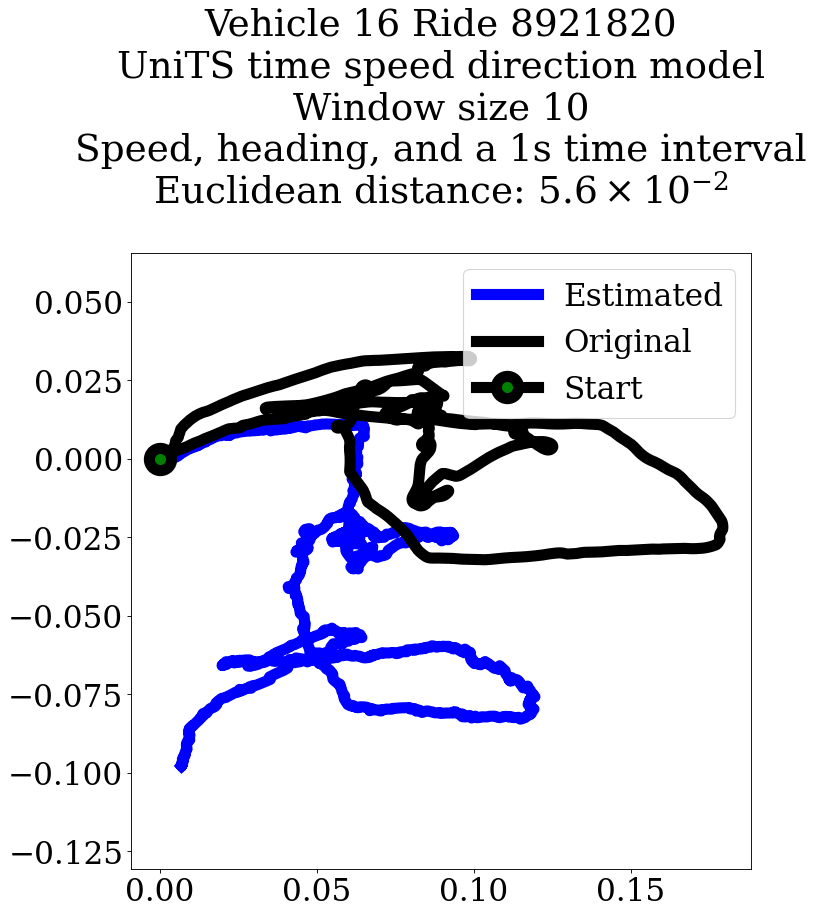 Vehicle 16 Ride 8921820
UniTS time speed direction model
Window size 10
Speed, heading, and a 1s time interval
Euclidean distance: 5.6 × 10⁻²
Estimated
Original
Start
0.050
0.025
0.000
−0.025
−0.050
−0.075
−0.100
−0.125
0.00 0.05 0.10 0.15